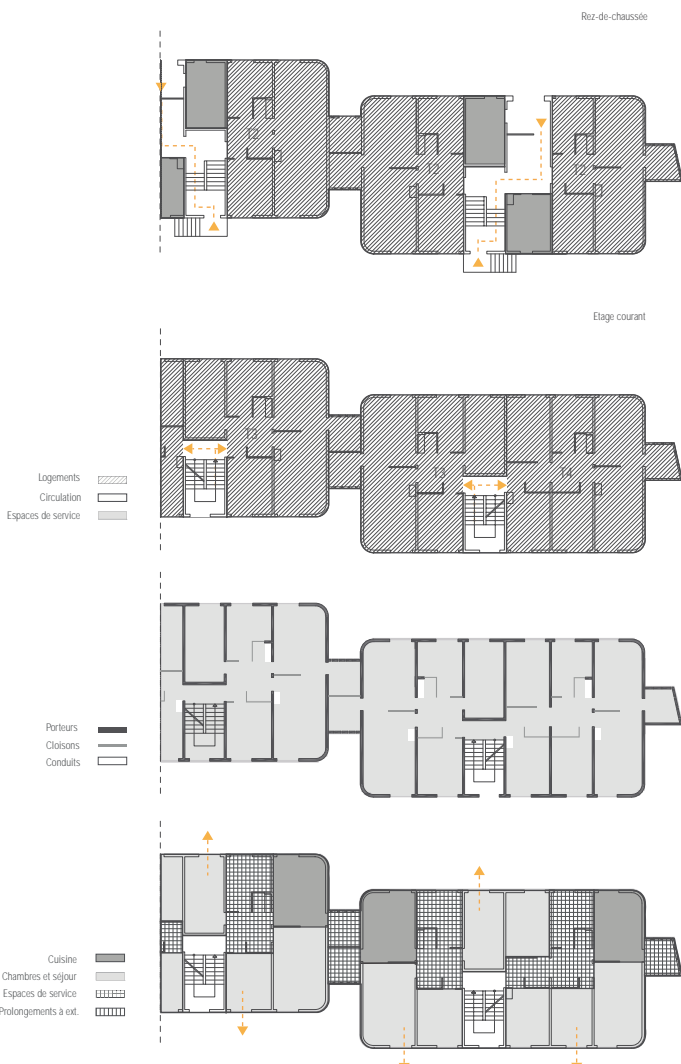 Rez-de-chaussée
T2
T2
T2
Etage courant
T3
T3
T4
Logements
Circulation
Espaces de service
Porteurs
Cloisons
Conduits
Cuisine
Chambres et séjour
Espaces de service
Prolongements à ext.